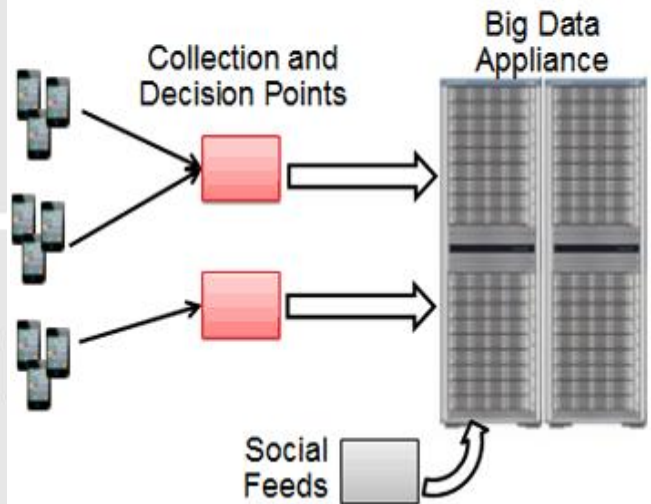 Big Data
Appliance
Collection and
Decision Points
Social
Feeds